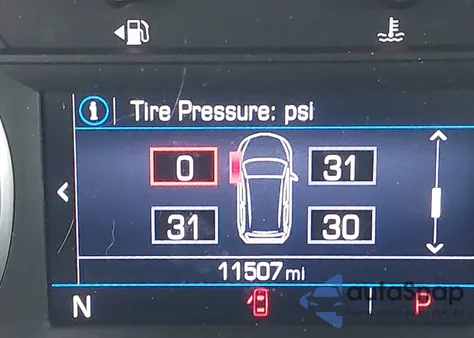 Tire Pressure: psi
0 31
31 30
11507 mi
N P
autoSnap